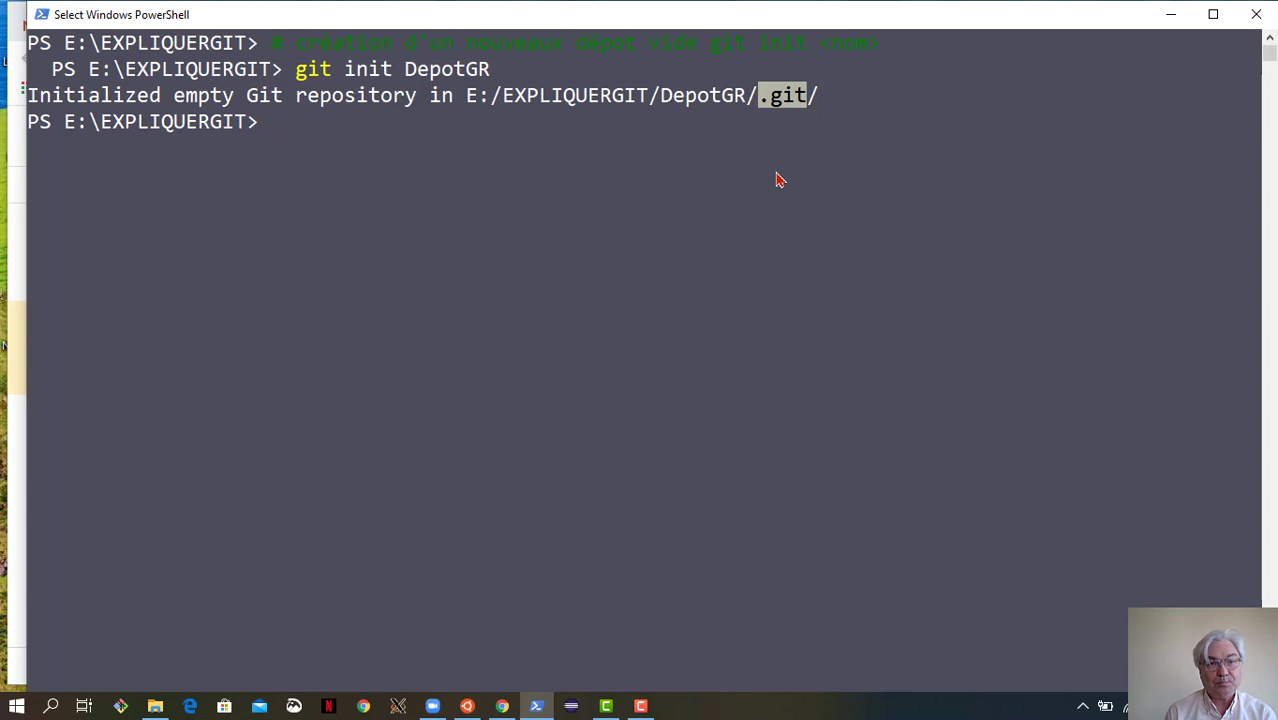 Select Windows PowerShell
PS E:\EXPLIQUERGIT> # création d'un nouveaux dépot vide git init <nom>
PS E:\EXPLIQUERGIT> git init DepotGR
Initialized empty Git repository in E:/EXPLIQUERGIT/DepotGR/.git/
PS E:\EXPLIQUERGIT>